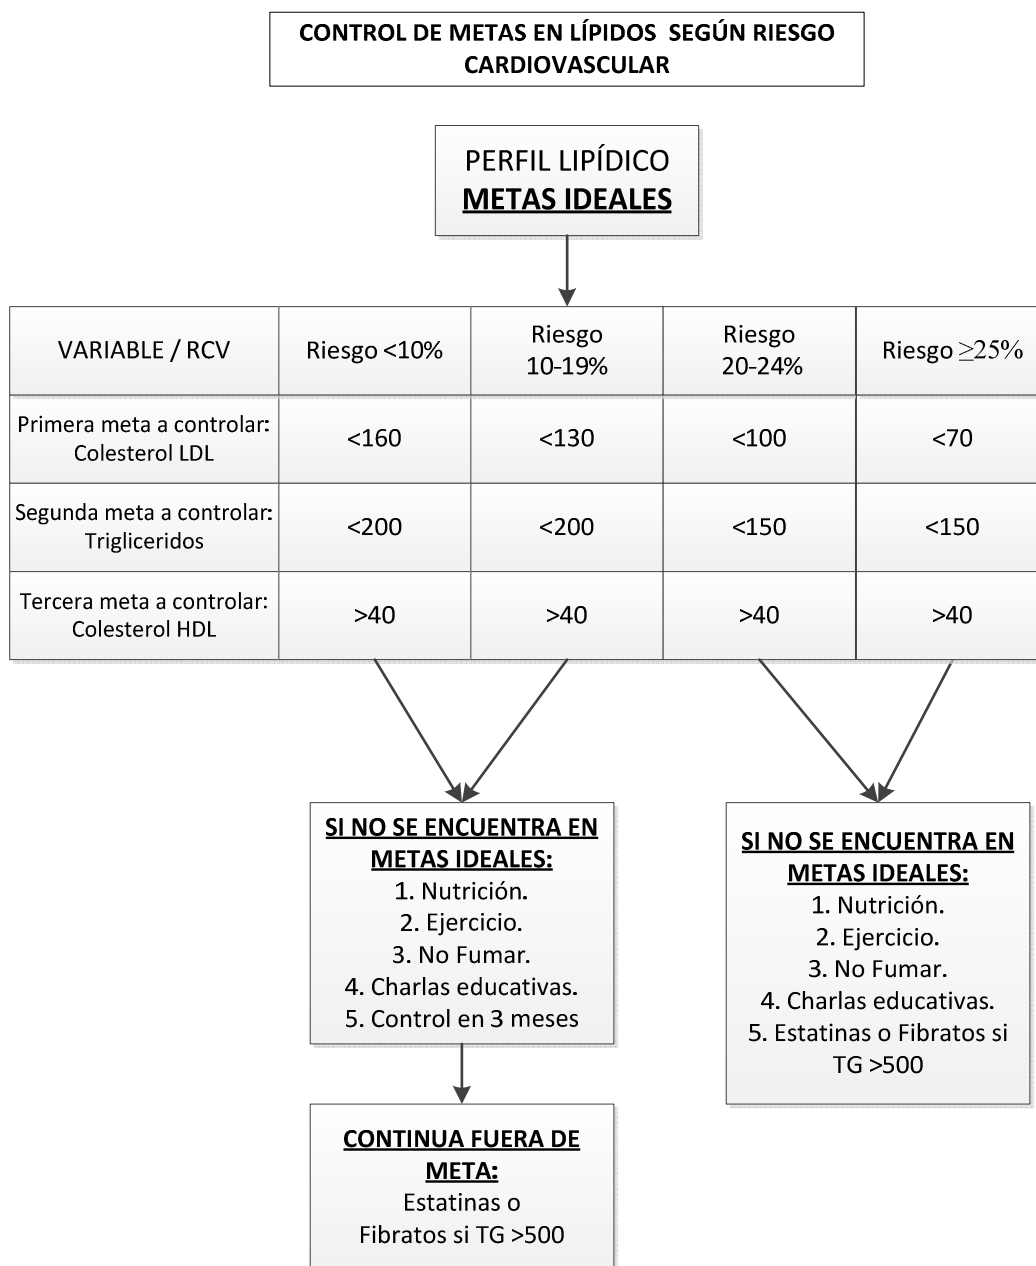 CONTROL DE METAS EN LÍPIDOS SEGÚN RIESGO
CARDIOVASCULAR
PERFIL LIPÍDICO
METAS IDEALES
VARIABLE / RCV
Riesgo <10%
Riesgo
10-19%
Riesgo
20-24%
Riesgo ≥25%
Primera meta a controlar:
Colesterol LDL
<160
<130
<100
<70
Segunda meta a controlar:
Trigliceridos
<200
<200
<150
<150
Tercera meta a controlar:
Colesterol HDL
>40
>40
>40
>40
SI NO SE ENCUENTRA EN
METAS IDEALES:
1. Nutrición.
2. Ejercicio.
3. No Fumar.
4. Charlas educativas.
5. Control en 3 meses
CONTINUA FUERA DE
META:
Estatinas o
Fibratos si TG >500
SI NO SE ENCUENTRA EN
METAS IDEALES:
1. Nutrición.
2. Ejercicio.
3. No Fumar.
4. Charlas educativas.
5. Estatinas o Fibratos si
TG >500